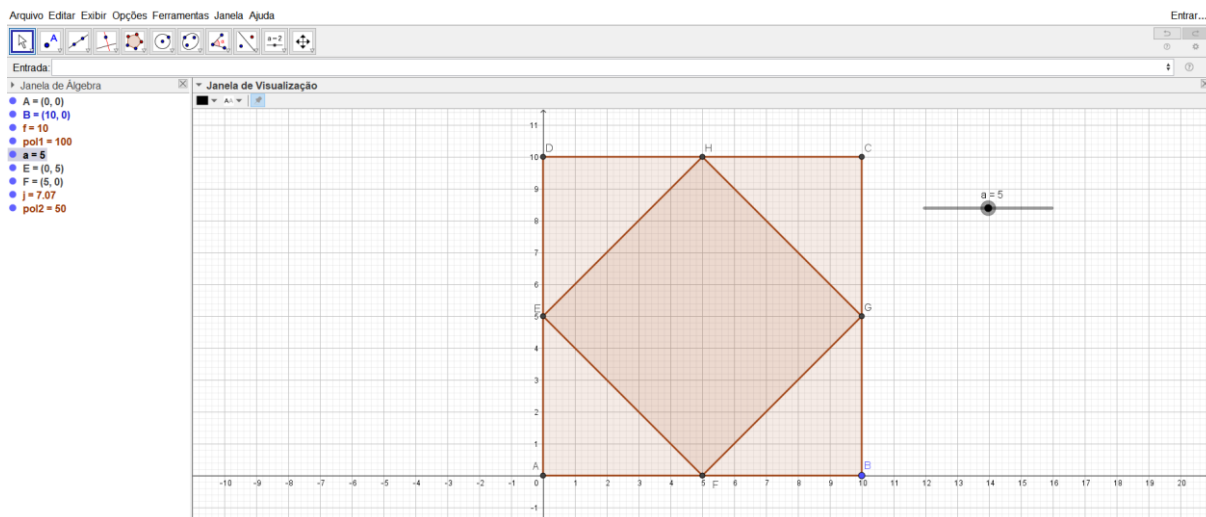 Arquivo Editar Exibir Opções Ferramentas Janela Ajuda Entrar...
a=2
Entrada:
Janela de Álgebra Janela de Visualização
A = (0, 0)
B = (10, 0)
f = 10
pol1 = 100
a = 5
E = (0, 5)
F = (5, 0)
j = 7.07
pol2 = 50
11
10 D H C
9
a = 5
8
7
6
E G
5
4
3
2
1
A B
-10 -9 -8 -7 -6 -5 -4 -3 -2 -1 0 1 2 3 4 5 F 6 7 8 9 10 11 12 13 14 15 16 17 18 19 20
-1